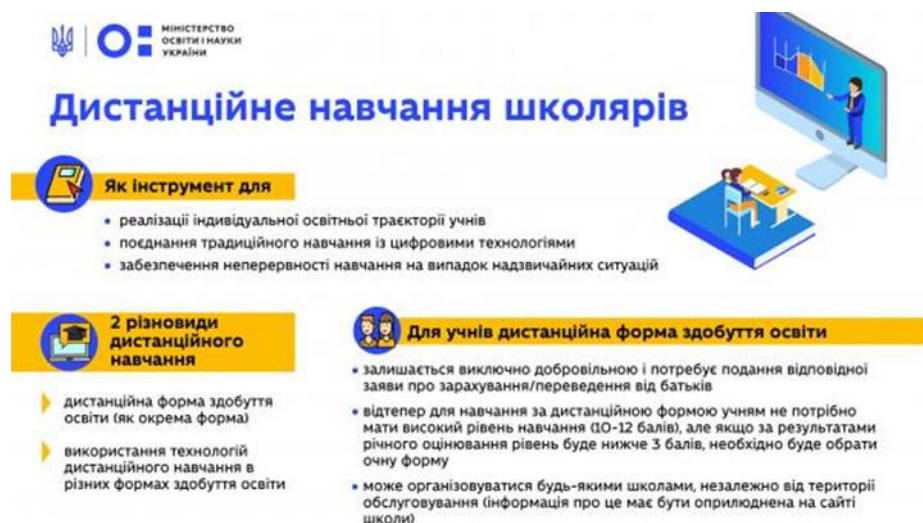 МІНІСТЕРСТВО
ОСВІТИ І НАУКИ
УКРАЇНИ
Дистанційне навчання школярів
Як інструмент для
• реалізації індивідуальної освітньої траєкторії учнів
• поєднання традиційного навчання із цифровими технологіями
• забезпечення неперервності навчання на випадок надзвичайних ситуацій
2 різновиди
дистанційного
навчання
дистанційна форма здобуття
освіти (як окрема форма)
використання технологій
дистанційного навчання в
різних формах здобуття освіти
Для учнів дистанційна форма здобуття освіти
• залишається виключно добровільною і потребує подання відповідної
заяви про зарахування/переведення від батьків
• відтепер для навчання за дистанційною формою учням не потрібно
мати високий рівень навчання (10-12 балів), але якщо за результатами
річного оцінювання рівень буде нижче 3 балів, необхідно буде обрати
очну форму
• може організовуватися будь-якими школами, незалежно від території
обслуговування (інформація про це має бути оприлюднена на сайті
школи)